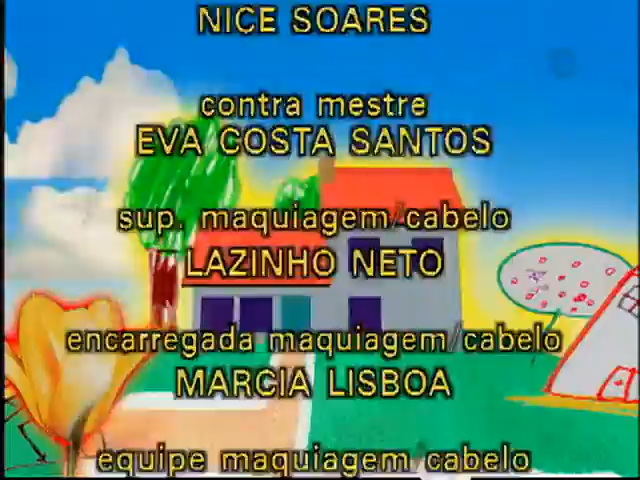 NICE SOARES
contra mestre
EVA COSTA SANTOS
sup. maquiagem/cabelo
LAZINHO NETO
encarregada maquiagem/cabelo
MARCIA LISBOA
equipe maquiagem cabelo